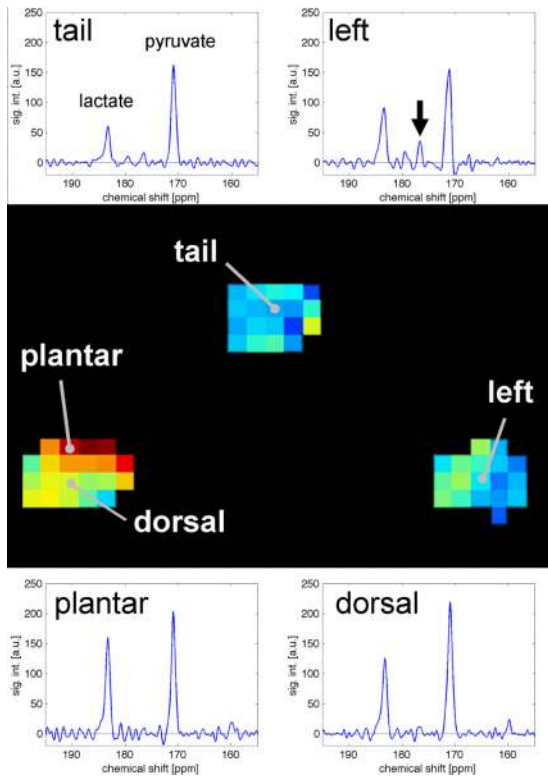 tail
pyruvate
lactate
sig. int. [a.u.]
250
200
150
100
50
0
190
180
170
160
chemical shift [ppm]
left
sig. int. [a.u.]
250
200
150
100
50
0
190
180
170
160
chemical shift [ppm]
tail
plantar
left
dorsal
plantar
sig. int. [a.u.]
250
200
150
100
50
0
190
180
170
160
chemical shift [ppm]
dorsal
sig. int. [a.u.]
250
200
150
100
50
0
190
180
170
160
chemical shift [ppm]